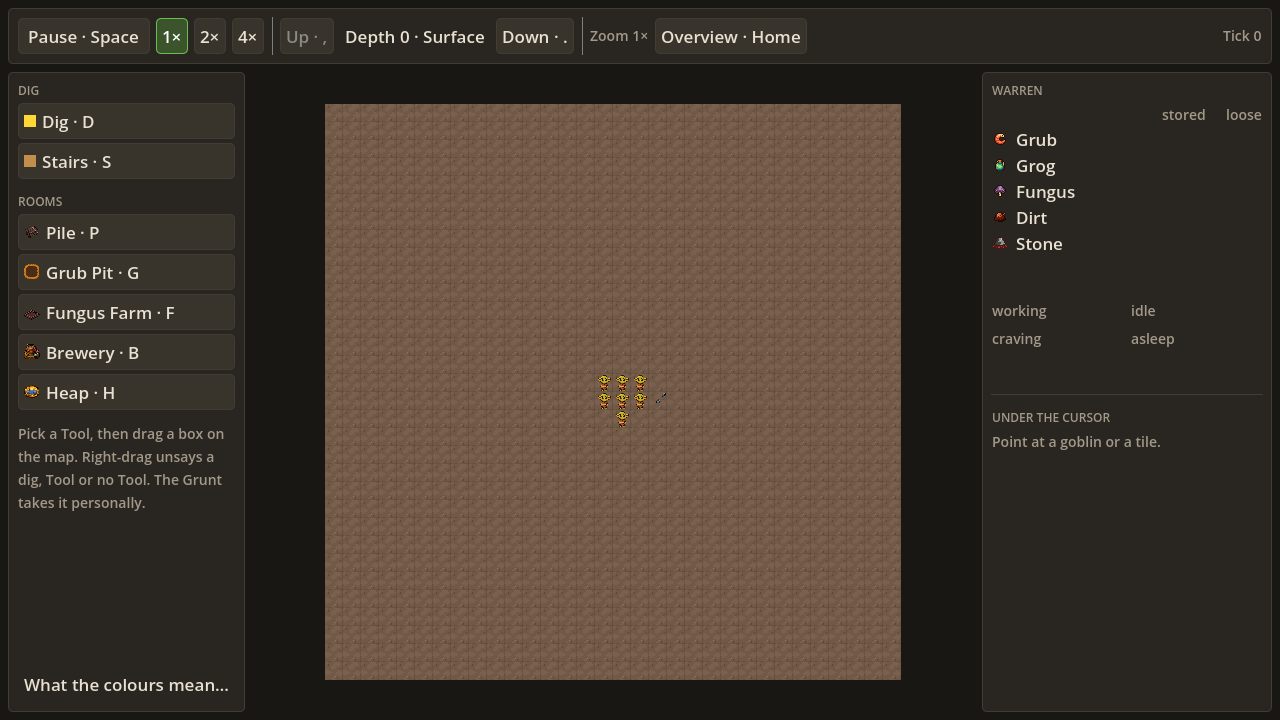 Pause · Space 1× 2× 4× Up · , Depth 0 · Surface Down · . Zoom 1× Overview · Home Tick 0
DIG
Dig · D
Stairs · S
ROOMS
Pile · P
Grub Pit · G
Fungus Farm · F
Brewery · B
Heap · H
Pick a Tool, then drag a box on
the map. Right-drag unsays a
dig, Tool or no Tool. The Grunt
takes it personally.
What the colours mean...
WARREN
stored loose
Grub
Grog
Fungus
Dirt
Stone
working idle
craving asleep
UNDER THE CURSOR
Point at a goblin or a tile.